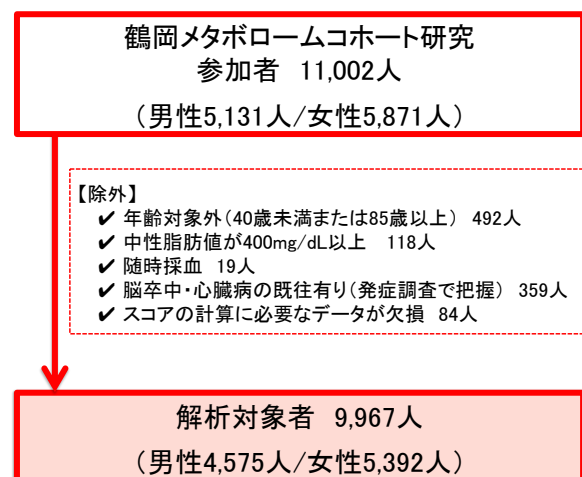 鶴岡メタボロームコホート研究
参加者 11,002人
(男性5,131人/女性5,871人)
【除外】
✔ 年齢対象外(40歳未満または85歳以上) 492人
✔ 中性脂肪値が400mg/dL以上 118人
✔ 随時採血 19人
✔ 脳卒中・心臓病の既往有り(発症調査で把握) 359人
✔ スコアの計算に必要なデータが欠損 84人
解析対象者 9,967人
(男性4,575人/女性5,392人)